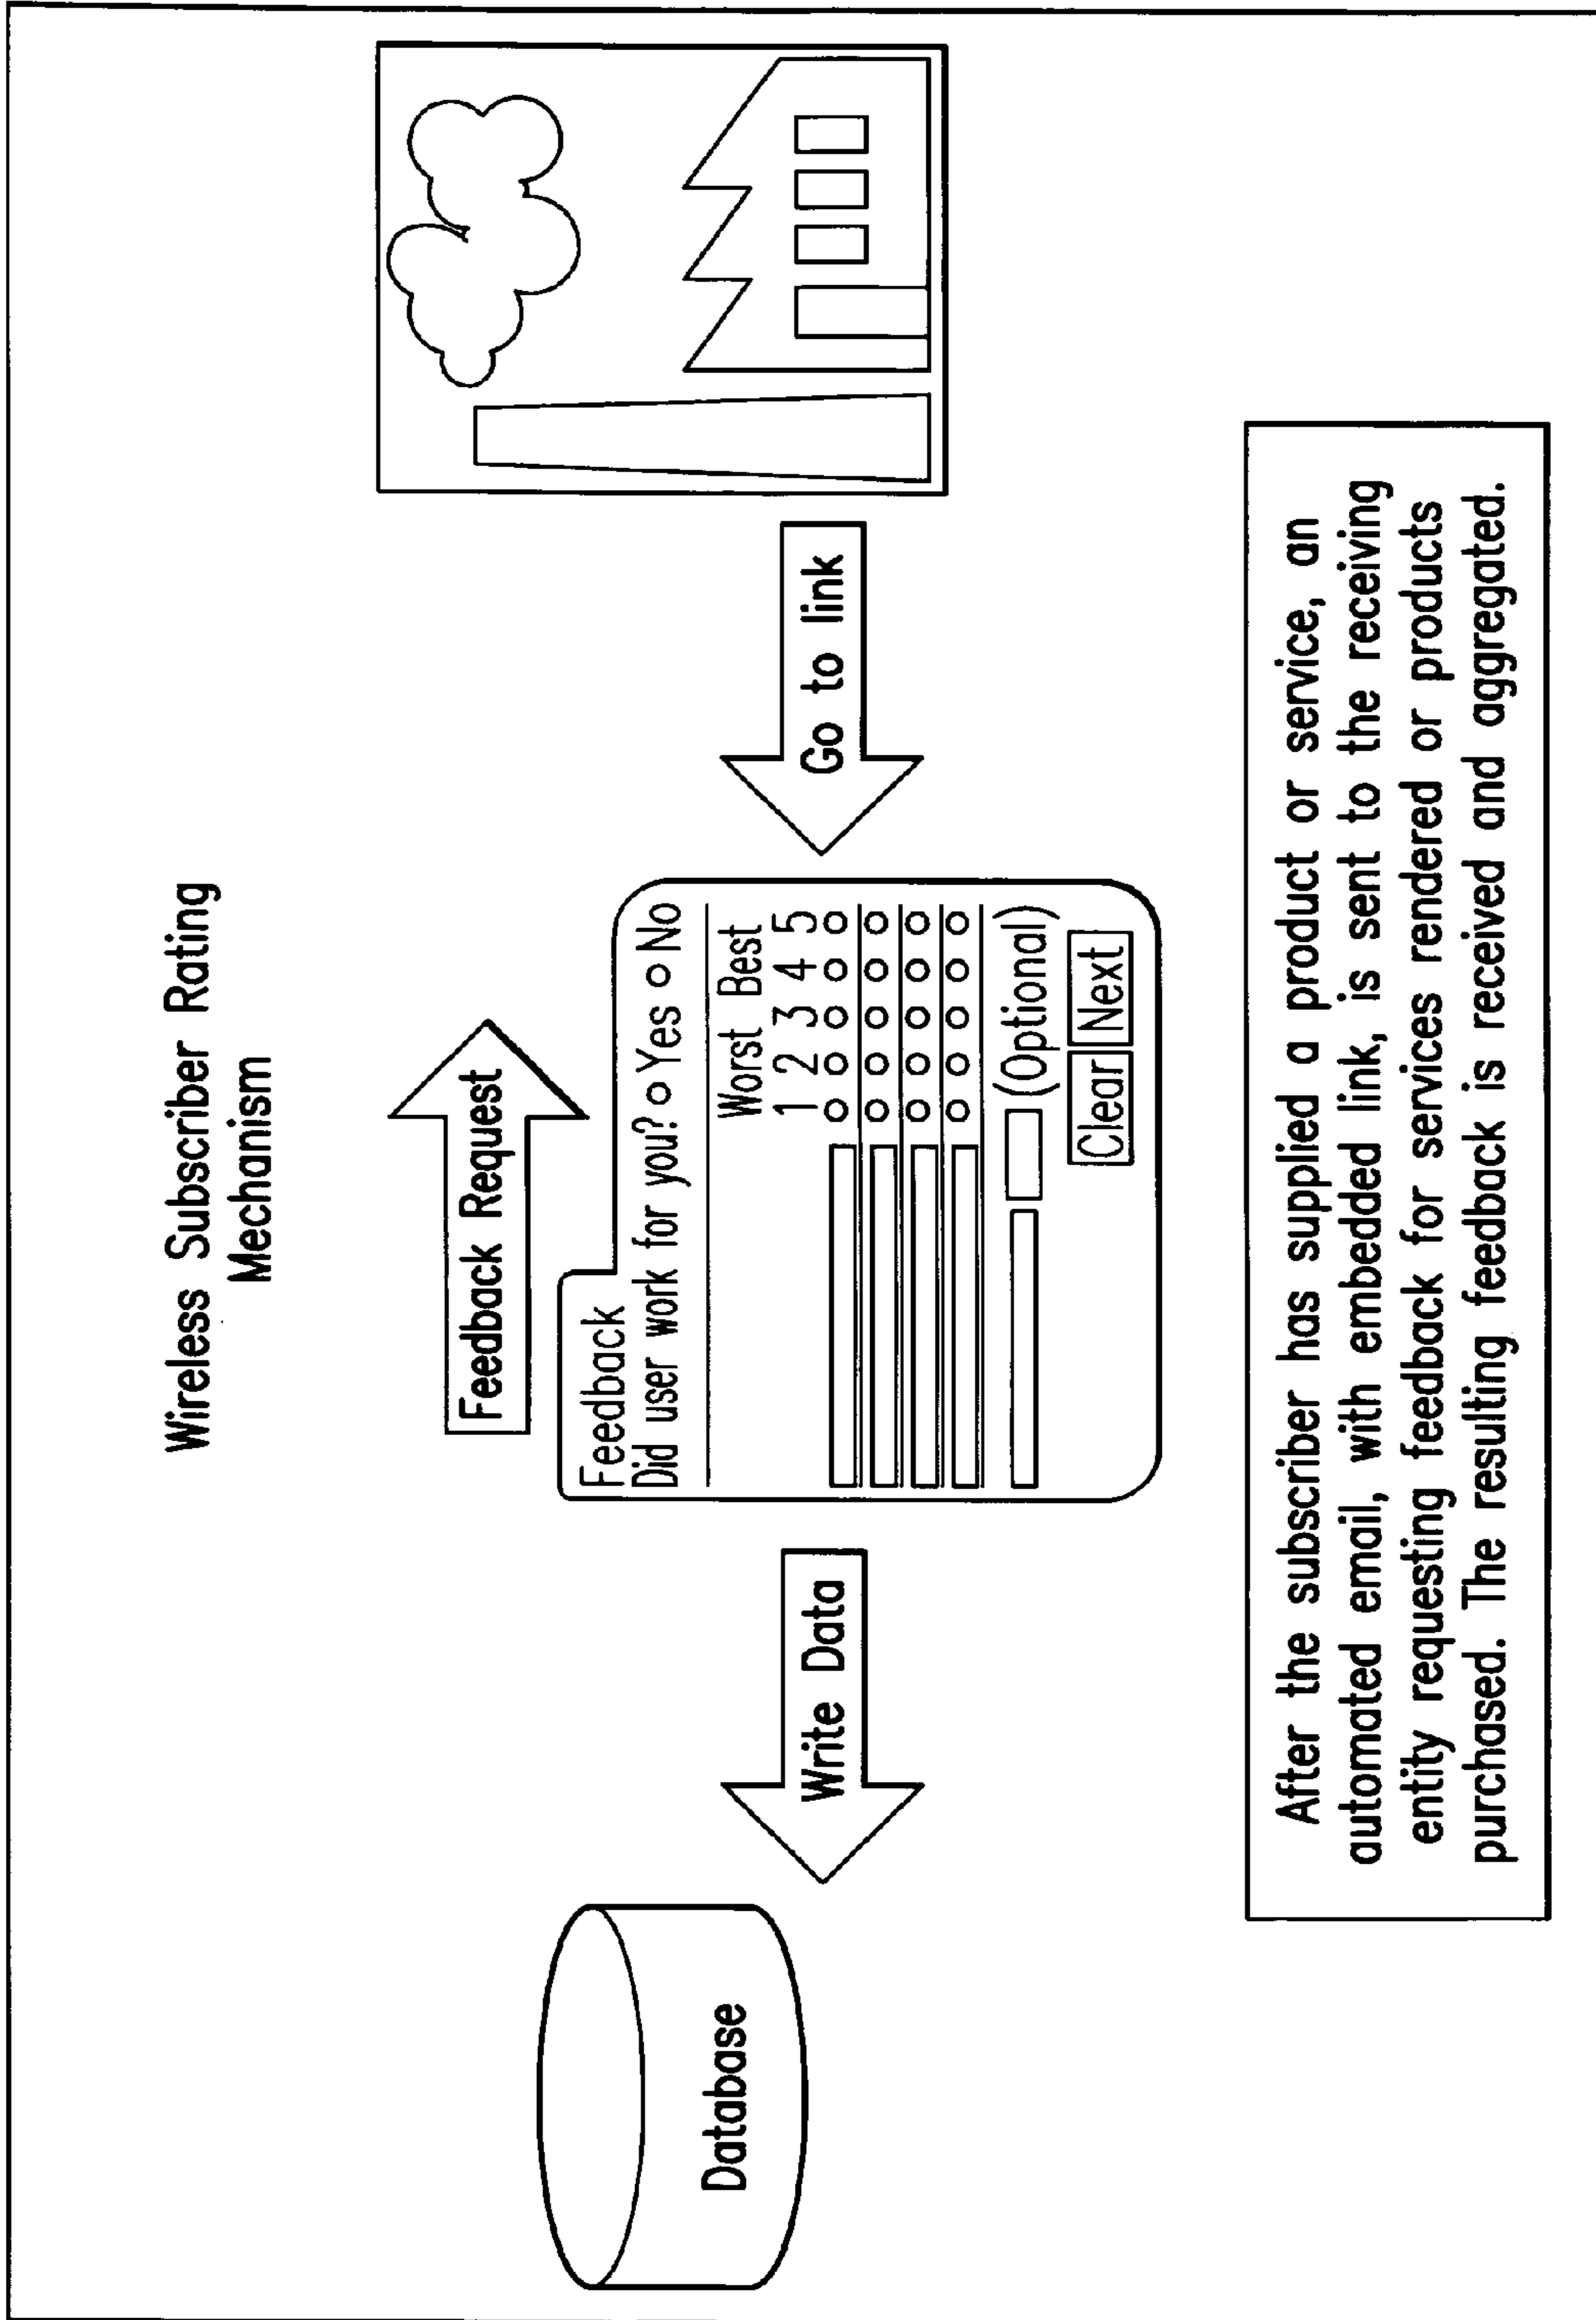 Wireless Subscriber Rating
Mechanism
Feedback Request
Feedback
Did user work for you? Yes No
Worst Best
1 2 3 4 5
(Optional)
Clear Next
Go to link
Write Data
Database
After the subscriber has supplied a product or service, an
automated email, with embedded link, is sent to the receiving
entity requesting feedback for services rendered or products
purchased. The resulting feedback is received and aggregated.